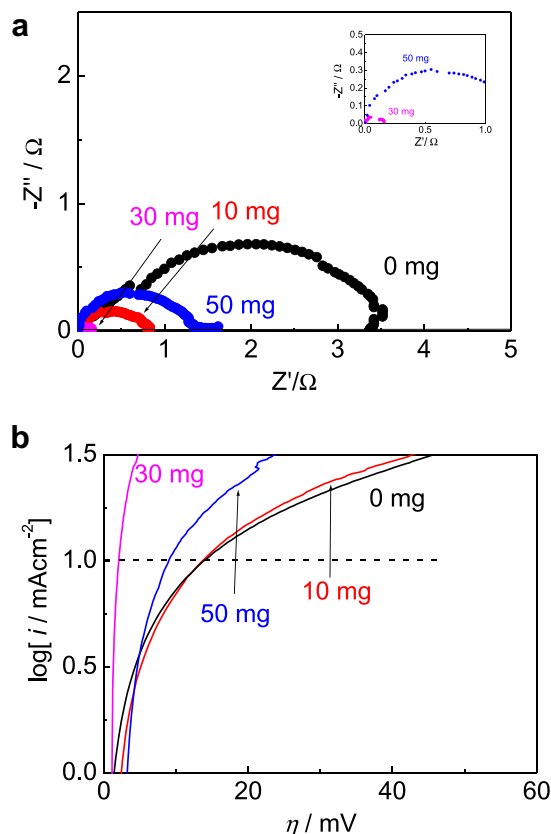 a
2
1
0
-Z'' / Ω
0 1 2 3 4 5
Z'/Ω
30 mg
10 mg
0 mg
50 mg
0.5
0.4
0.3
0.2
0.1
0.0
-Z''/ Ω
0.0 0.5 1.0
Z'/ Ω
50 mg
30 mg
b
1.5
1.0
0.5
0.0
log[ i / mAcm-2]
0 20 40 60
η / mV
30 mg
0 mg
50 mg
10 mg